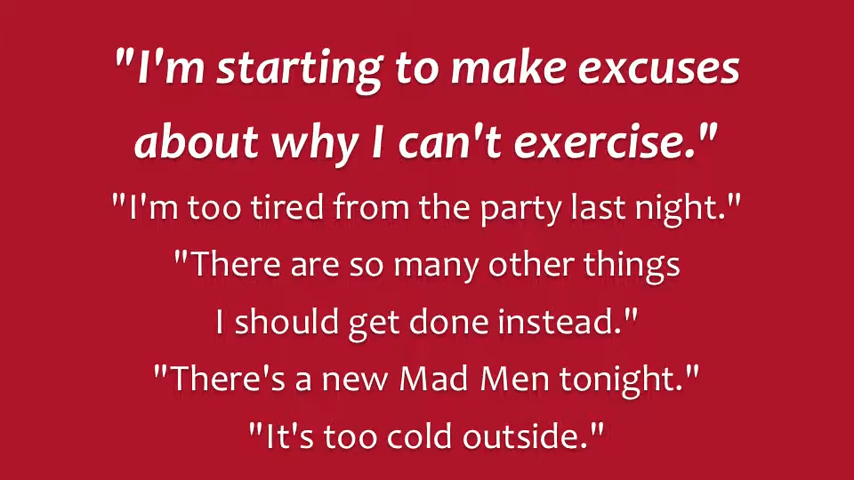 "I'm starting to make excuses
about why I can't exercise."
"I'm too tired from the party last night."
"There are so many other things
I should get done instead."
"There's a new Mad Men tonight."
"It's too cold outside."